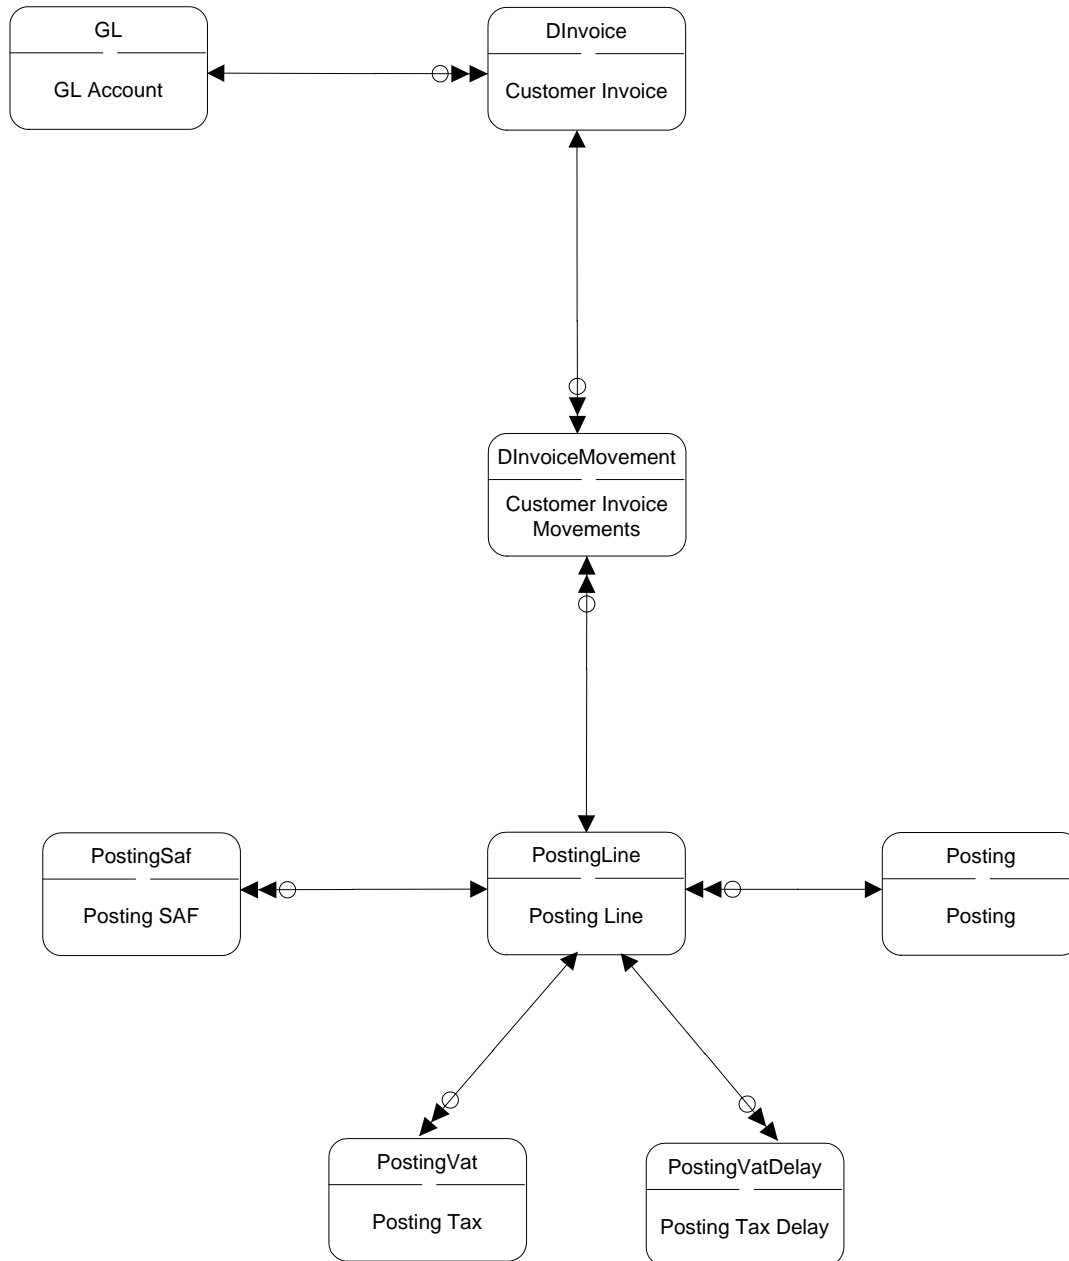 GL
GL Account
DInvoice
Customer Invoice
DInvoiceMovement
Customer Invoice
Movements
PostingSaf
Posting SAF
PostingLine
Posting Line
Posting
Posting
PostingVat
Posting Tax
PostingVatDelay
Posting Tax Delay